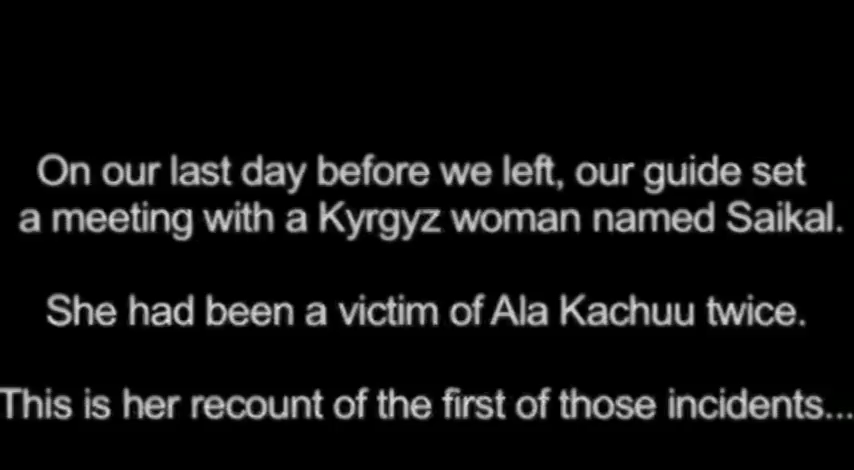 On our last day before we left, our guide set
a meeting with a Kyrgyz woman named Saikal.
She had been a victim of Ala Kachuu twice.
This is her recount of the first of those incidents...